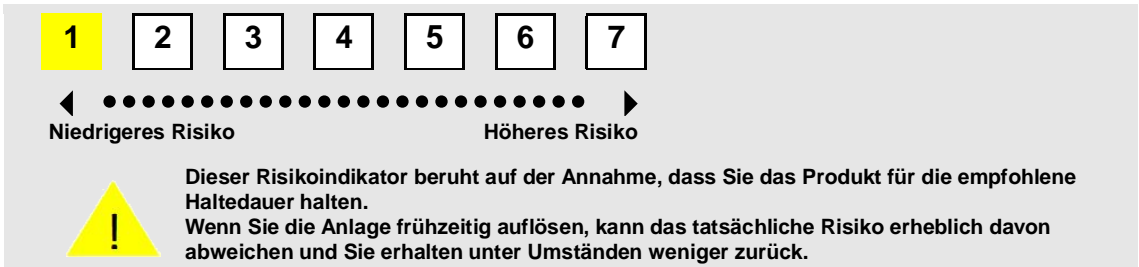 1 2 3 4 5 6 7
Niedrigeres Risiko Höheres Risiko
Dieser Risikoindikator beruht auf der Annahme, dass Sie das Produkt für die empfohlene
Haltedauer halten.
Wenn Sie die Anlage frühzeitig auflösen, kann das tatsächliche Risiko erheblich davon
abweichen und Sie erhalten unter Umständen weniger zurück.
!